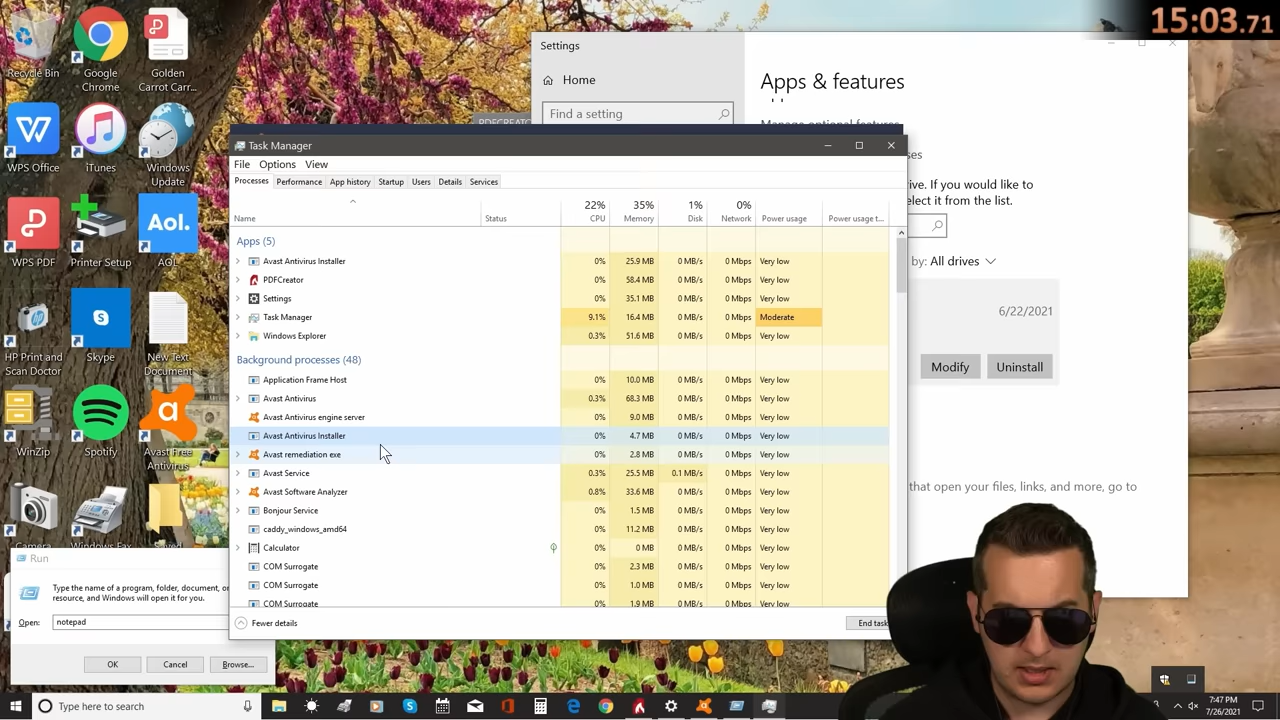 15:03.71
Recycle Bin
Google Chrome
Golden Carrot Carr...
WPS Office
iTunes
Windows Update
WPS PDF
Printer Setup
Aol.
AOL
HP Print and Scan Doctor
Skype
New Text Document
WinZip
Spotify
Avast Free Antivirus
Camera
Windows Fax
Saved
Settings
Home
Find a setting
Apps & features
Manage optional features
PDFCREATO
ses
rive. If you would like to
elect it from the list.
by: All drives
6/22/2021
Modify
Uninstall
that open your files, links, and more, go to
Task Manager
File Options View
Processes Performance App history Startup Users Details Services
22% 35% 1% 0%
Name Status CPU Memory Disk Network Power usage Power usage t...
Apps (5)
Avast Antivirus Installer 0% 25.9 MB 0 MB/s 0 Mbps Very low
PDFCreator 0% 58.4 MB 0 MB/s 0 Mbps Very low
Settings 0% 35.1 MB 0 MB/s 0 Mbps Very low
Task Manager 9.1% 16.4 MB 0 MB/s 0 Mbps Moderate
Windows Explorer 0.3% 51.6 MB 0 MB/s 0 Mbps Very low
Background processes (48)
Application Frame Host 0% 10.0 MB 0 MB/s 0 Mbps Very low
Avast Antivirus 0.3% 68.3 MB 0 MB/s 0 Mbps Very low
Avast Antivirus engine server 0% 9.0 MB 0 MB/s 0 Mbps Very low
Avast Antivirus Installer 0% 4.7 MB 0 MB/s 0 Mbps Very low
Avast remediation exe 0% 2.8 MB 0 MB/s 0 Mbps Very low
Avast Service 0.3% 25.5 MB 0.1 MB/s 0 Mbps Very low
Avast Software Analyzer 0.8% 33.6 MB 0 MB/s 0 Mbps Very low
Bonjour Service 0% 1.5 MB 0 MB/s 0 Mbps Very low
caddy_windows_amd64 0% 11.2 MB 0 MB/s 0 Mbps Very low
Calculator 0% 0 MB 0 MB/s 0 Mbps Very low
COM Surrogate 0% 2.3 MB 0 MB/s 0 Mbps Very low
COM Surrogate 0% 1.0 MB 0 MB/s 0 Mbps Very low
COM Surrogate 0% 1.9 MB 0 MB/s 0 Mbps Very low
Fewer details
End task
Run
Type the name of a program, folder, document, or
resource, and Windows will open it for you.
Open: notepad
OK Cancel Browse...
Type here to search
7:47 PM
7/26/2021